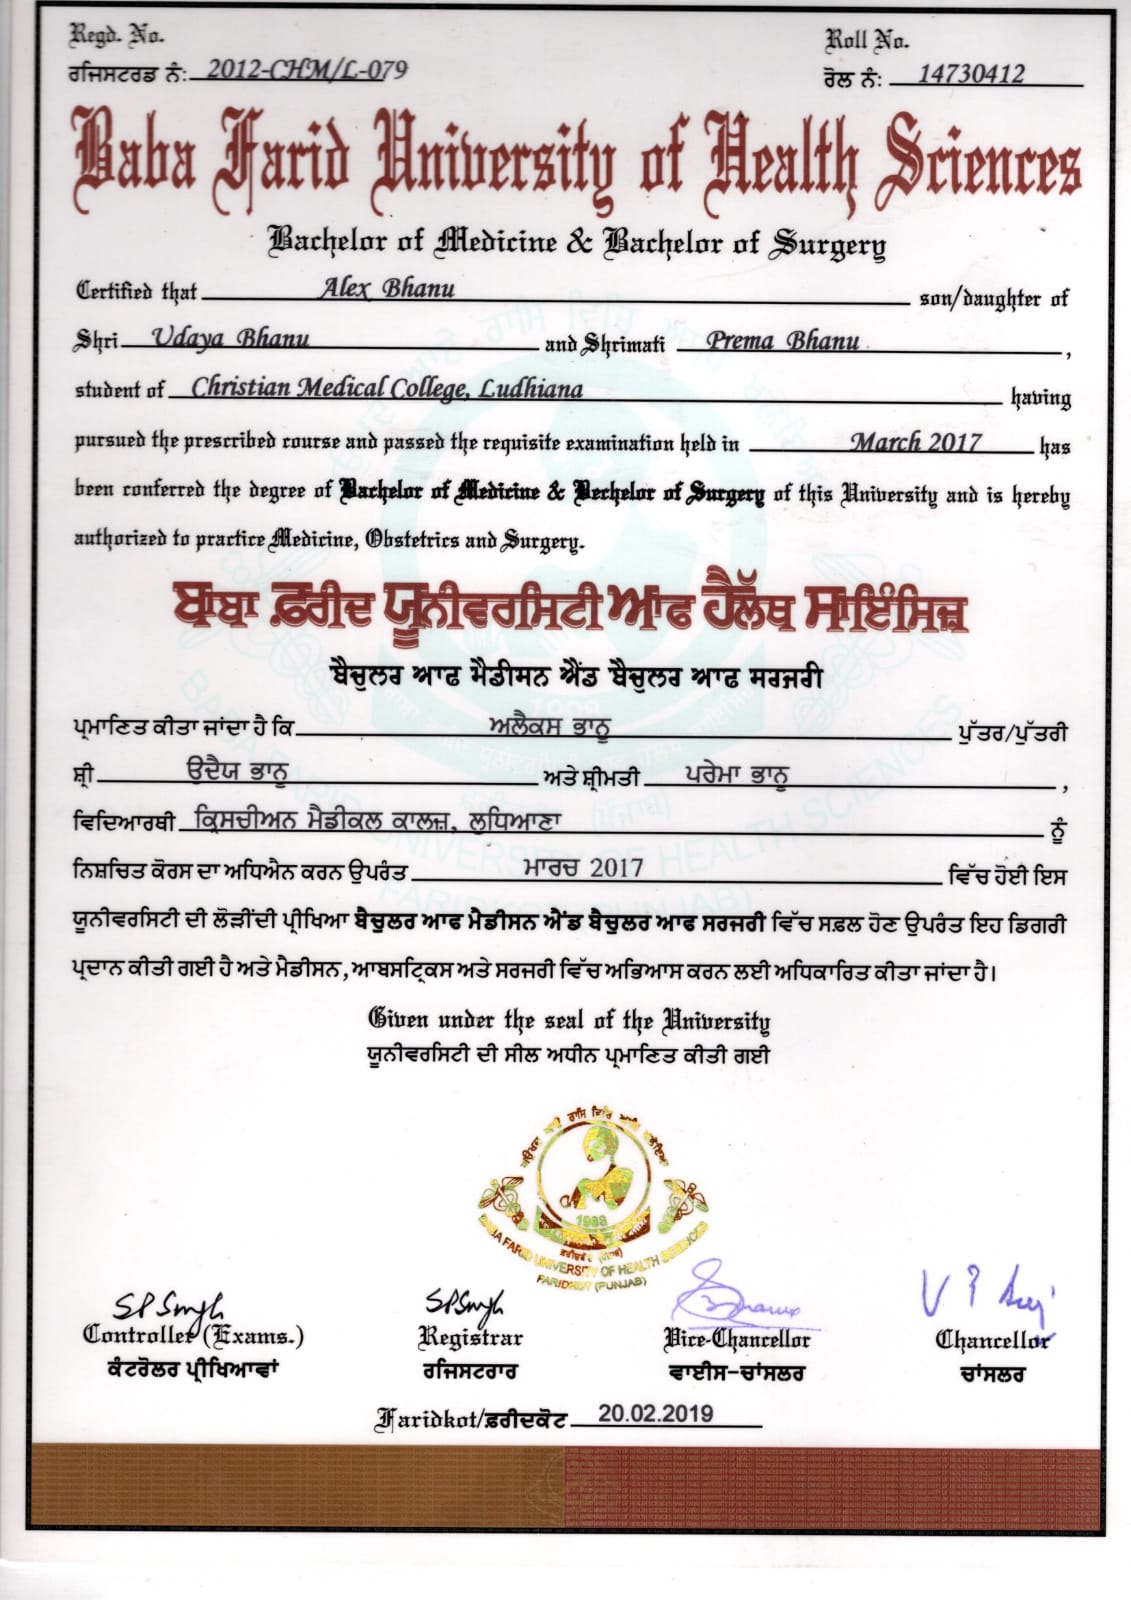 Regd. No.
ਰਜਿਸਟਰਡ ਨੰ: 2012-CHM/L-079
Roll No.
ਰੋਲ ਨੰ: 14730412
Baba Farid University of Health Sciences
Bachelor of Medicine & Bachelor of Surgery
Certified that Alex Bhanu son/daughter of
Shri Udaya Bhanu and Shrimati Prema Bhanu ,
student of Christian Medical College, Ludhiana having
pursued the prescribed course and passed the requisite examination held in March 2017 has
been conferred the degree of Bachelor of Medicine & Bechelor of Surgery of this University and is hereby
authorized to practice Medicine, Obstetrics and Surgery.
ਬਾਬਾ ਫ਼ਰੀਦ ਯੂਨੀਵਰਸਿਟੀ ਆਫ ਹੈਲੱਥ ਸਾਇੰਸਿਜ਼
ਬੈਚੁਲਰ ਆਫ ਮੈਡੀਸਨ ਐਂਡ ਬੈਚੁਲਰ ਆਫ ਸਰਜਰੀ
ਪ੍ਰਮਾਣਿਤ ਕੀਤਾ ਜਾਂਦਾ ਹੈ ਕਿ ਅਲੈਕਸ ਭਾਨੂ ਪੁੱਤਰ/ਪੁੱਤਰੀ
ਸ਼੍ਰੀ ਉਦੈਯ ਭਾਨੂ ਅਤੇ ਸ਼੍ਰੀਮਤੀ ਪਰੇਮਾ ਭਾਨੂ ,
ਵਿਦਿਆਰਥੀ ਕ੍ਰਿਸਚੀਅਨ ਮੈਡੀਕਲ ਕਾਲਜ਼, ਲੁਧਿਆਣਾ ਨੂੰ
ਨਿਸ਼ਚਿਤ ਕੋਰਸ ਦਾ ਅਧਿਐਨ ਕਰਨ ਉਪਰੰਤ ਮਾਰਚ 2017 ਵਿੱਚ ਹੋਈ ਇਸ
ਯੂਨੀਵਰਸਿਟੀ ਦੀ ਲੋੜੀਂਦੀ ਪ੍ਰੀਖਿਆ ਬੈਚੁਲਰ ਆਫ ਮੈਡੀਸਨ ਐਂਡ ਬੈਚੁਲਰ ਆਫ ਸਰਜਰੀ ਵਿੱਚ ਸਫ਼ਲ ਹੋਣ ਉਪਰੰਤ ਇਹ ਡਿਗਰੀ
ਪ੍ਰਦਾਨ ਕੀਤੀ ਗਈ ਹੈ ਅਤੇ ਮੈਡੀਸਨ, ਆਬਸਟ੍ਰਿਕਸ ਅਤੇ ਸਰਜਰੀ ਵਿੱਚ ਅਭਿਆਸ ਕਰਨ ਲਈ ਅਧਿਕਾਰਿਤ ਕੀਤਾ ਜਾਂਦਾ ਹੈ।
Given under the seal of the University
ਯੂਨੀਵਰਸਿਟੀ ਦੀ ਸੀਲ ਅਧੀਨ ਪ੍ਰਮਾਣਿਤ ਕੀਤੀ ਗਈ
1998
BABA FARID UNIVERSITY OF HEALTH SCIENCES
FARIDKOT (PUNJAB)
SP Singh SPSingh
Controller (Exams.) Registrar Vice-Chancellor Chancellor
ਕੰਟਰੋਲਰ ਪ੍ਰੀਖਿਆਵਾਂ ਰਜਿਸਟਰਾਰ ਵਾਈਸ-ਚਾਂਸਲਰ ਚਾਂਸਲਰ
Faridkot/ਫ਼ਰੀਦਕੋਟ 20.02.2019